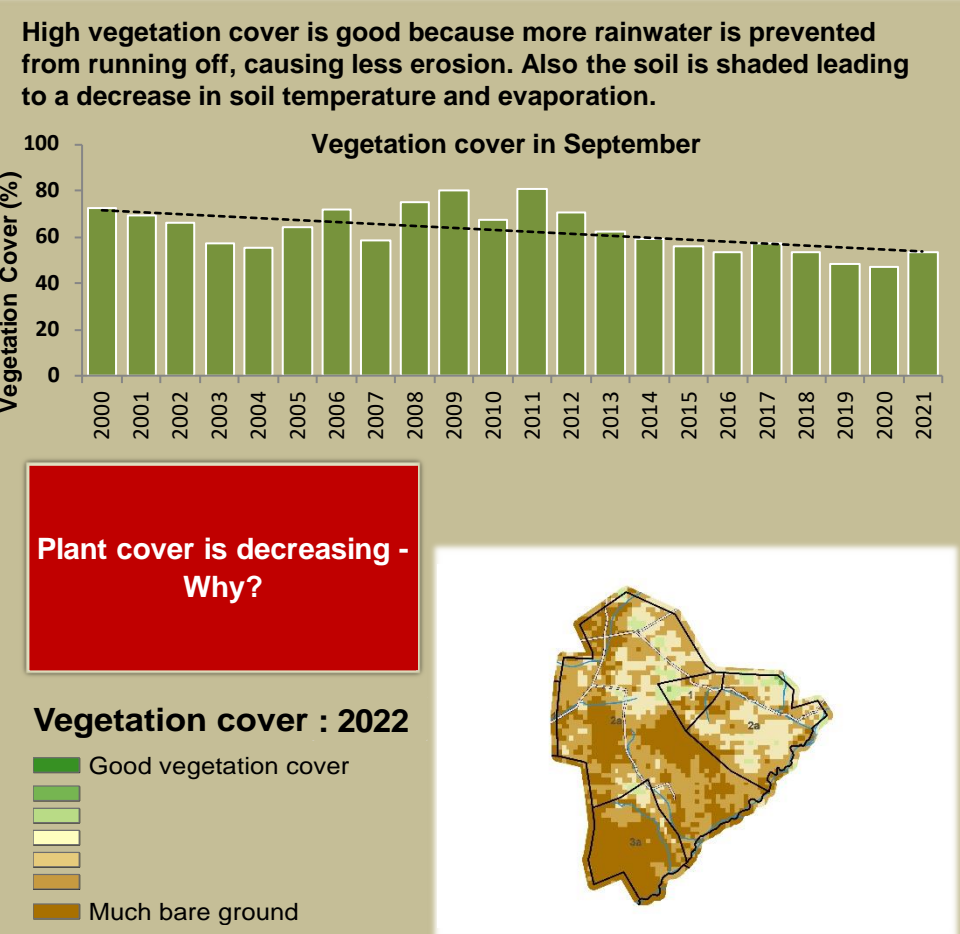 High vegetation cover is good because more rainwater is prevented
from running off, causing less erosion. Also the soil is shaded leading
to a decrease in soil temperature and evaporation.
Vegetation cover in September
Vegetation Cover (%)
100
80
60
40
20
0
2000 2001 2002 2003 2004 2005 2006 2007 2008 2009 2010 2011 2012 2013 2014 2015 2016 2017 2018 2019 2020 2021
Plant cover is decreasing -
Why?
Vegetation cover : 2022
Good vegetation cover
Much bare ground
1
2a
2a
3a